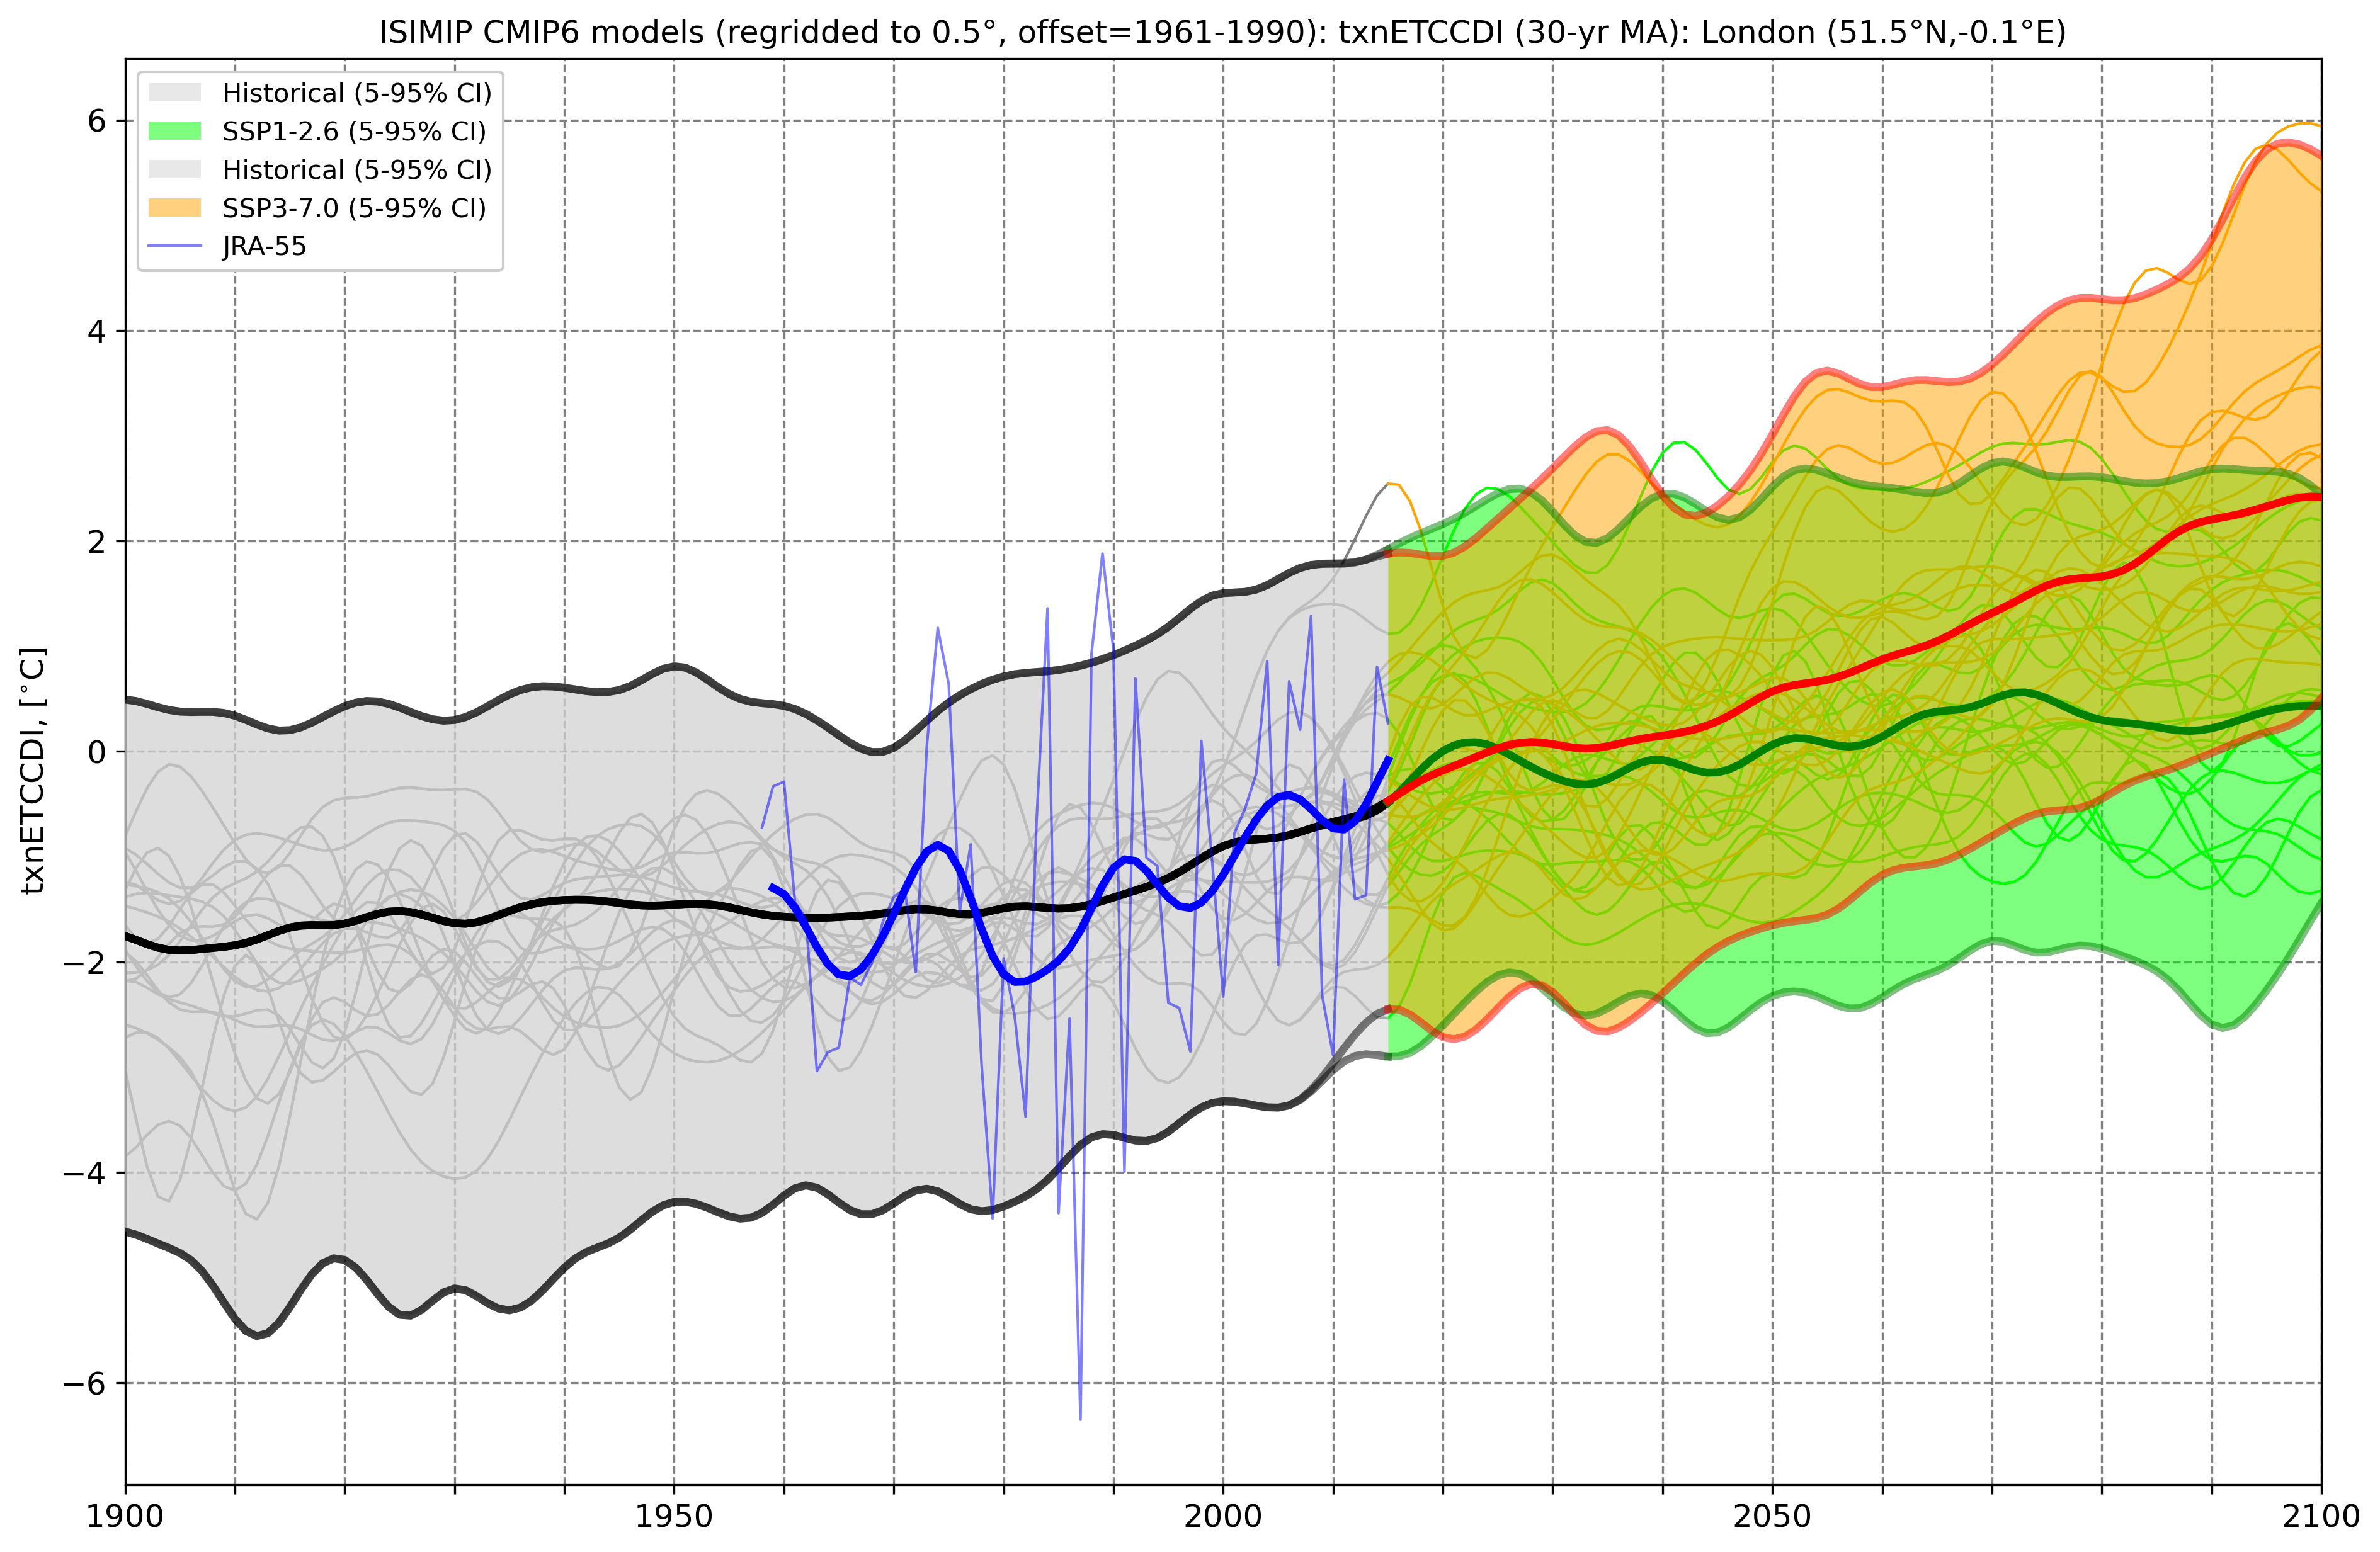 ISIMIP CMIP6 models (regridded to 0.5°, offset=1961-1990): txnETCCDI (30-yr MA): London (51.5°N,-0.1°E)
Historical (5-95% CI)
SSP1-2.6 (5-95% CI)
Historical (5-95% CI)
SSP3-7.0 (5-95% CI)
JRA-55
txnETCCDI, [°C]
6
4
2
0
−2
−4
−6
1900 1950 2000 2050 2100